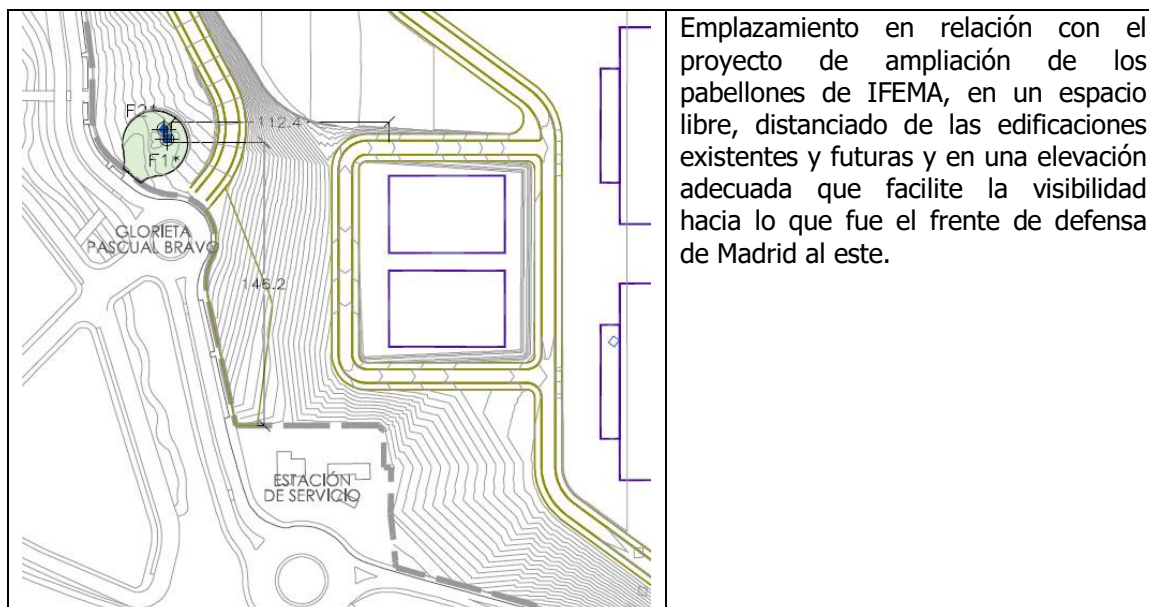 F2*
112.4
F1*
GLORIETA
PASCUAL BRAVO
146.2
ESTACIÓN
DE SERVICIO
Emplazamiento en relación con el
proyecto de ampliación de los
pabellones de IFEMA, en un espacio
libre, distanciado de las edificaciones
existentes y futuras y en una elevación
adecuada que facilite la visibilidad
hacia lo que fue el frente de defensa
de Madrid al este.